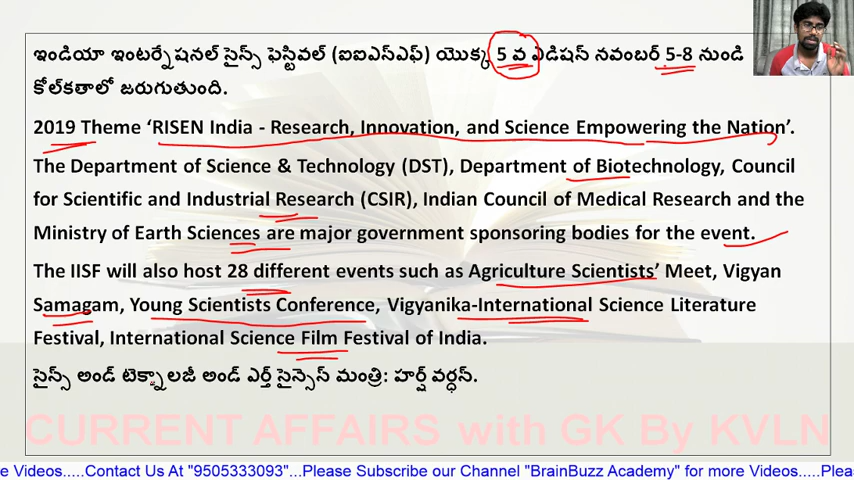 ఇండియా ఇంటర్నేషనల్ సైన్స్ ఫెస్టివల్ (ఐఐఎస్ఎఫ్) యొక్క 5 వ ఎడిషన్ నవంబర్ 5-8 నుండి
కోల్‌కతాలో జరుగుతుంది.
2019 Theme ‘RISEN India - Research, Innovation, and Science Empowering the Nation’.
The Department of Science & Technology (DST), Department of Biotechnology, Council
for Scientific and Industrial Research (CSIR), Indian Council of Medical Research and the
Ministry of Earth Sciences are major government sponsoring bodies for the event.
The IISF will also host 28 different events such as Agriculture Scientists’ Meet, Vigyan
Samagam, Young Scientists Conference, Vigyanika-International Science Literature
Festival, International Science Film Festival of India.
సైన్స్ అండ్ టెక్నాలజీ అండ్ ఎర్త్ సైన్సెస్ మంత్రి: హర్ష్ వర్ధన్.
CURRENT AFFAIRS with GK By KVLN
e Videos.....Contact Us At "9505333093"...Please Subscribe our Channel "BrainBuzz Academy" for more Videos.....Plea